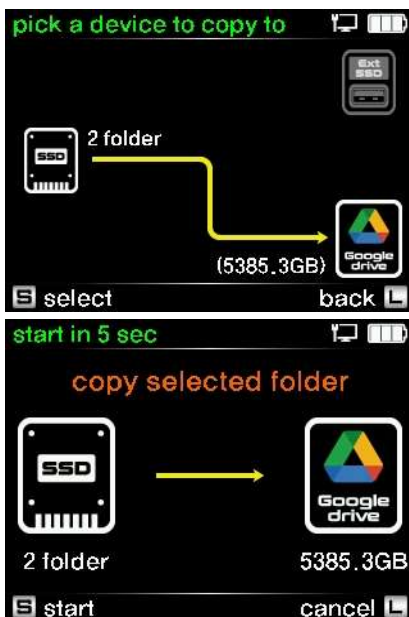 pick a device to copy to
Ext
SSD
2 folder
SSD
(5385.3GB)
Google
drive
S select
back L
start in 5 sec
copy selected folder
SSD
Google
drive
2 folder
5385.3GB
S start
cancel L